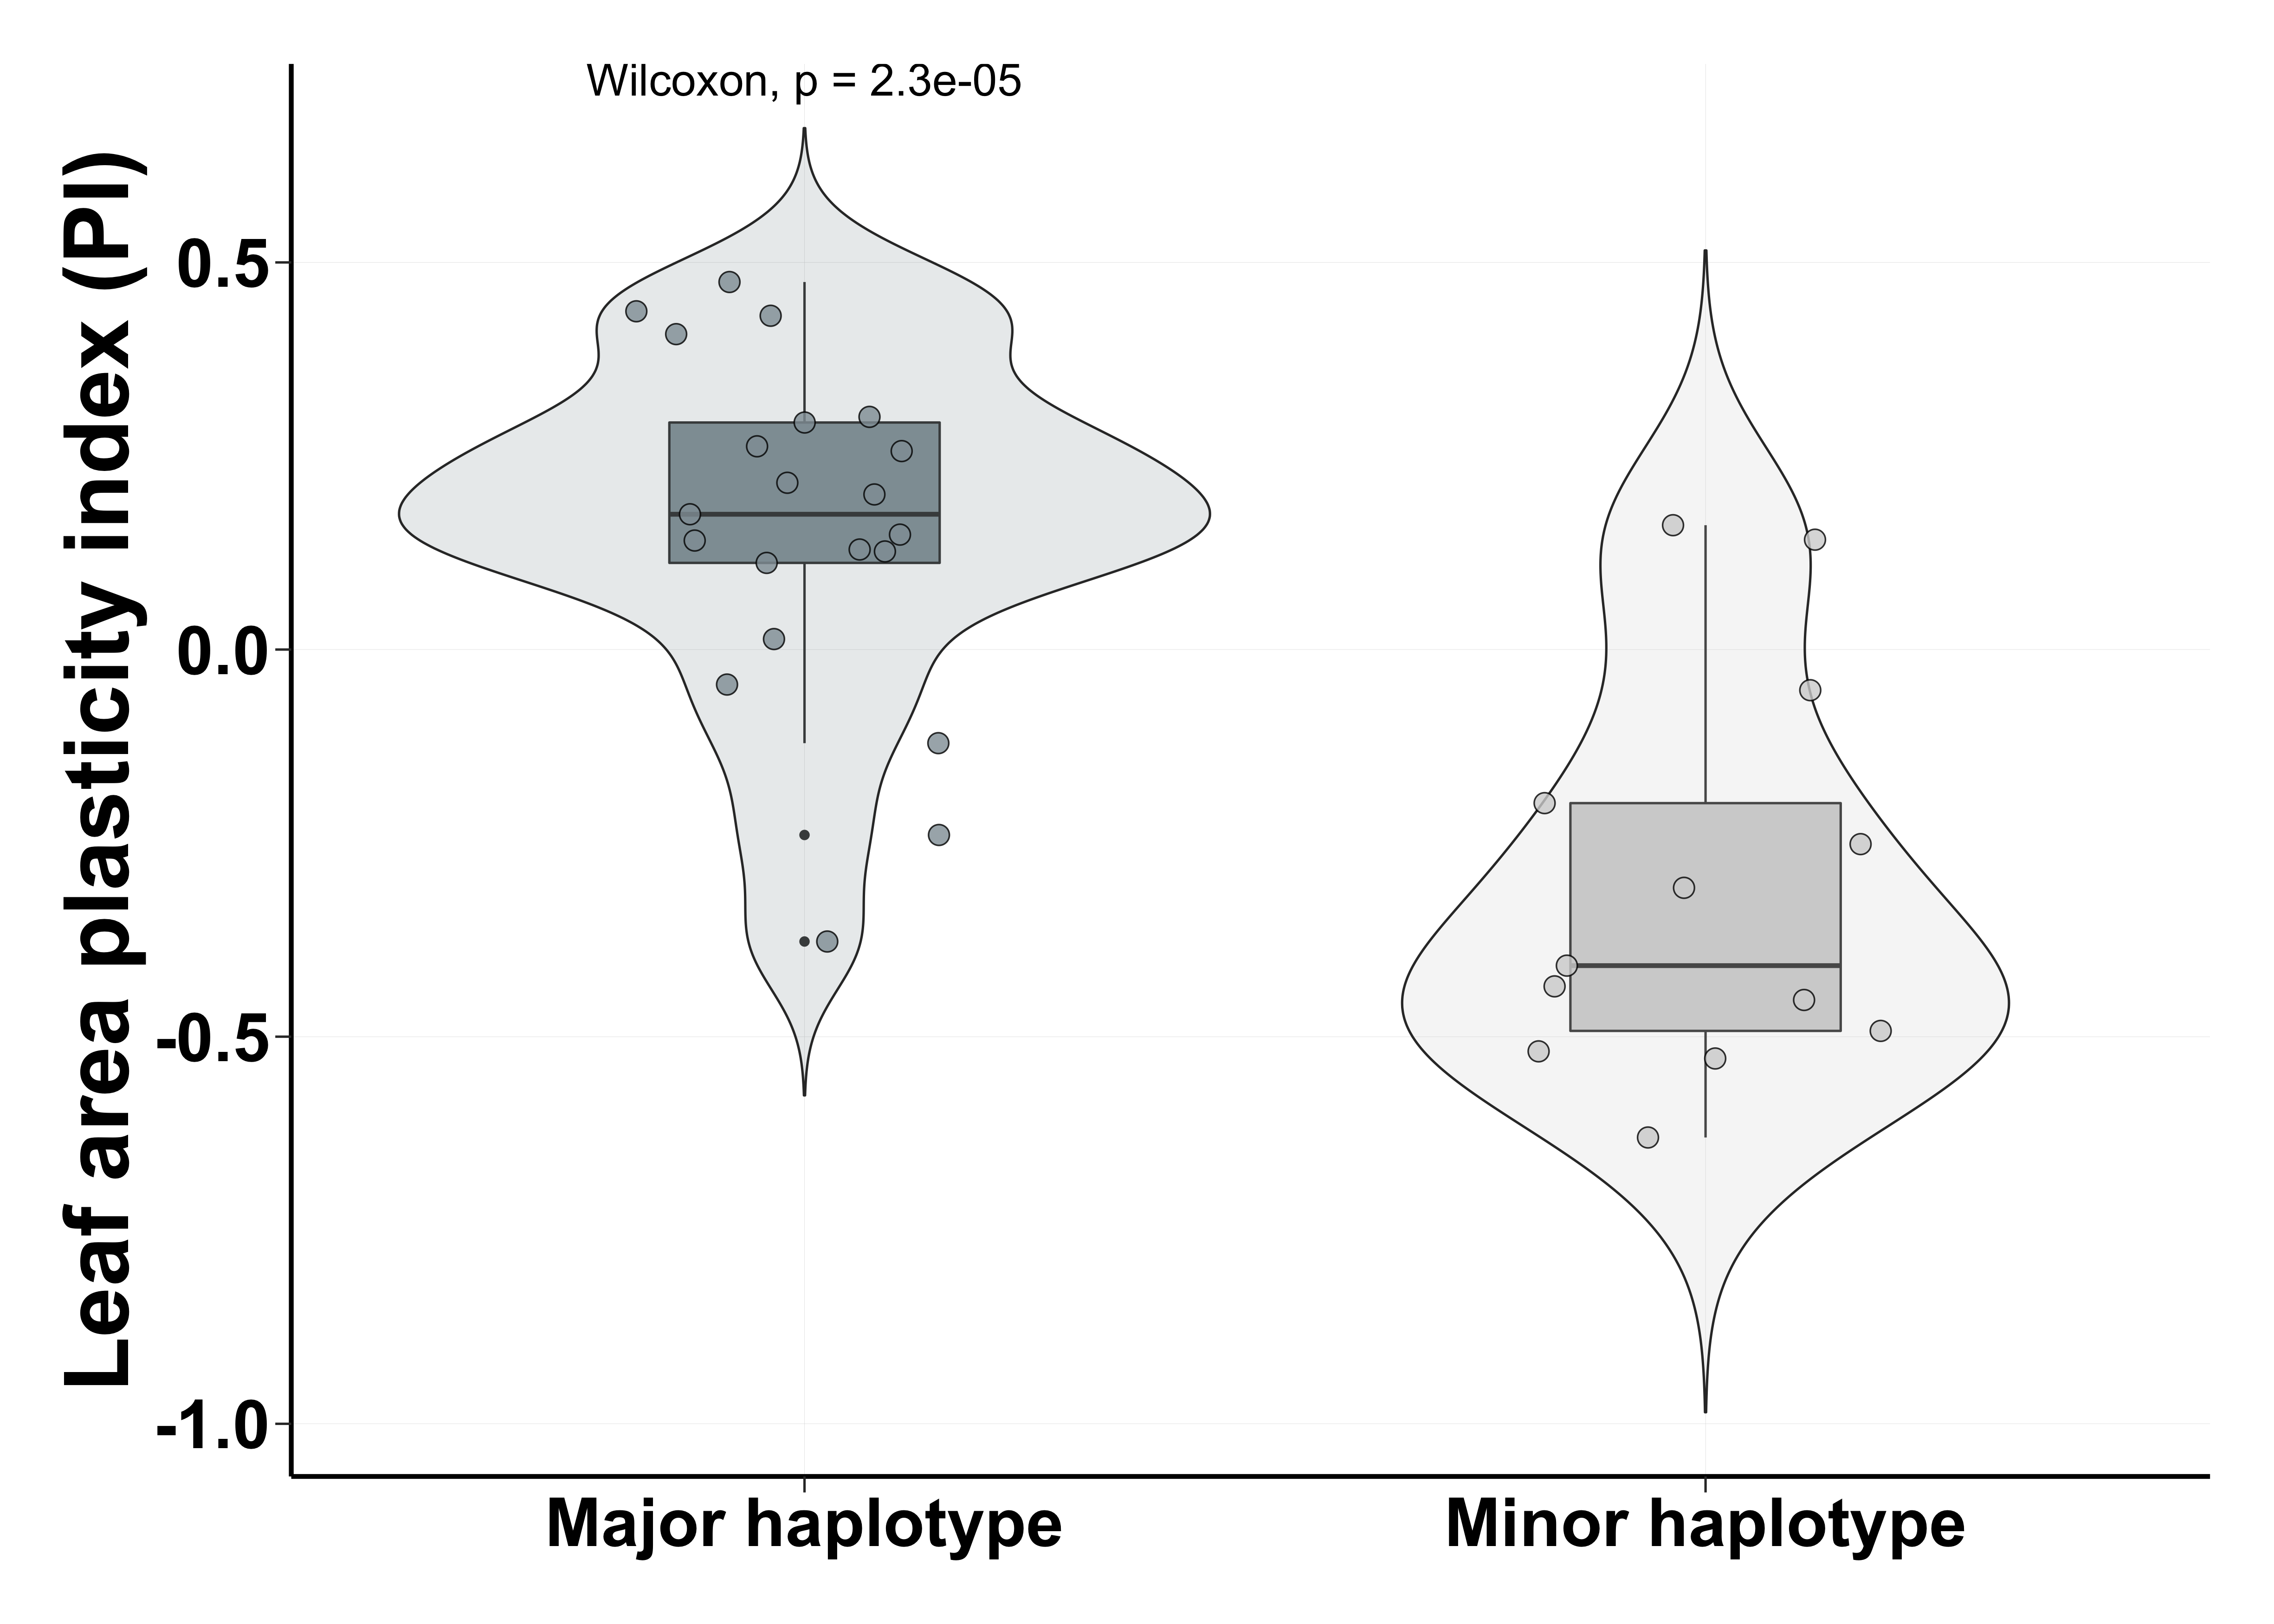 Wilcoxon, p = 2.3e-05
Leaf area plasticity index (PI)
0.5
0.0
-0.5
-1.0
Major haplotype
Minor haplotype